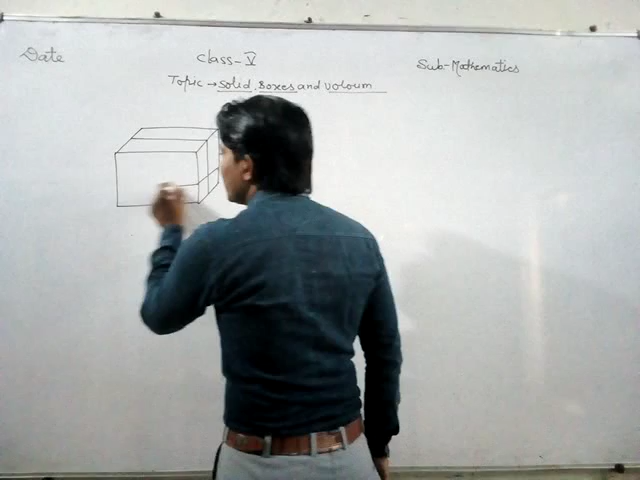 Date
Class-V
Sub-Mathematics
Topic → Solid, Boxes and Voloum